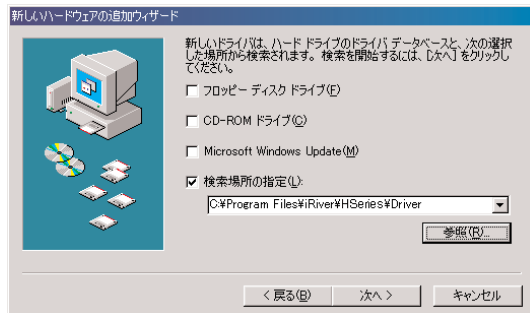 新しいハードウェアの追加ウィザード
新しいドライバは、ハード ドライブのドライバ データベースと、次の選択
した場所から検索されます。検索を開始するには、[次へ] をクリックし
てください。
フロッピー ディスク ドライブ(F)
CD-ROM ドライブ(C)
Microsoft Windows Update(M)
検索場所の指定(L):
C:¥Program Files¥iRiver¥HSeries¥Driver
参照(R)...
< 戻る(B)
次へ >
キャンセル